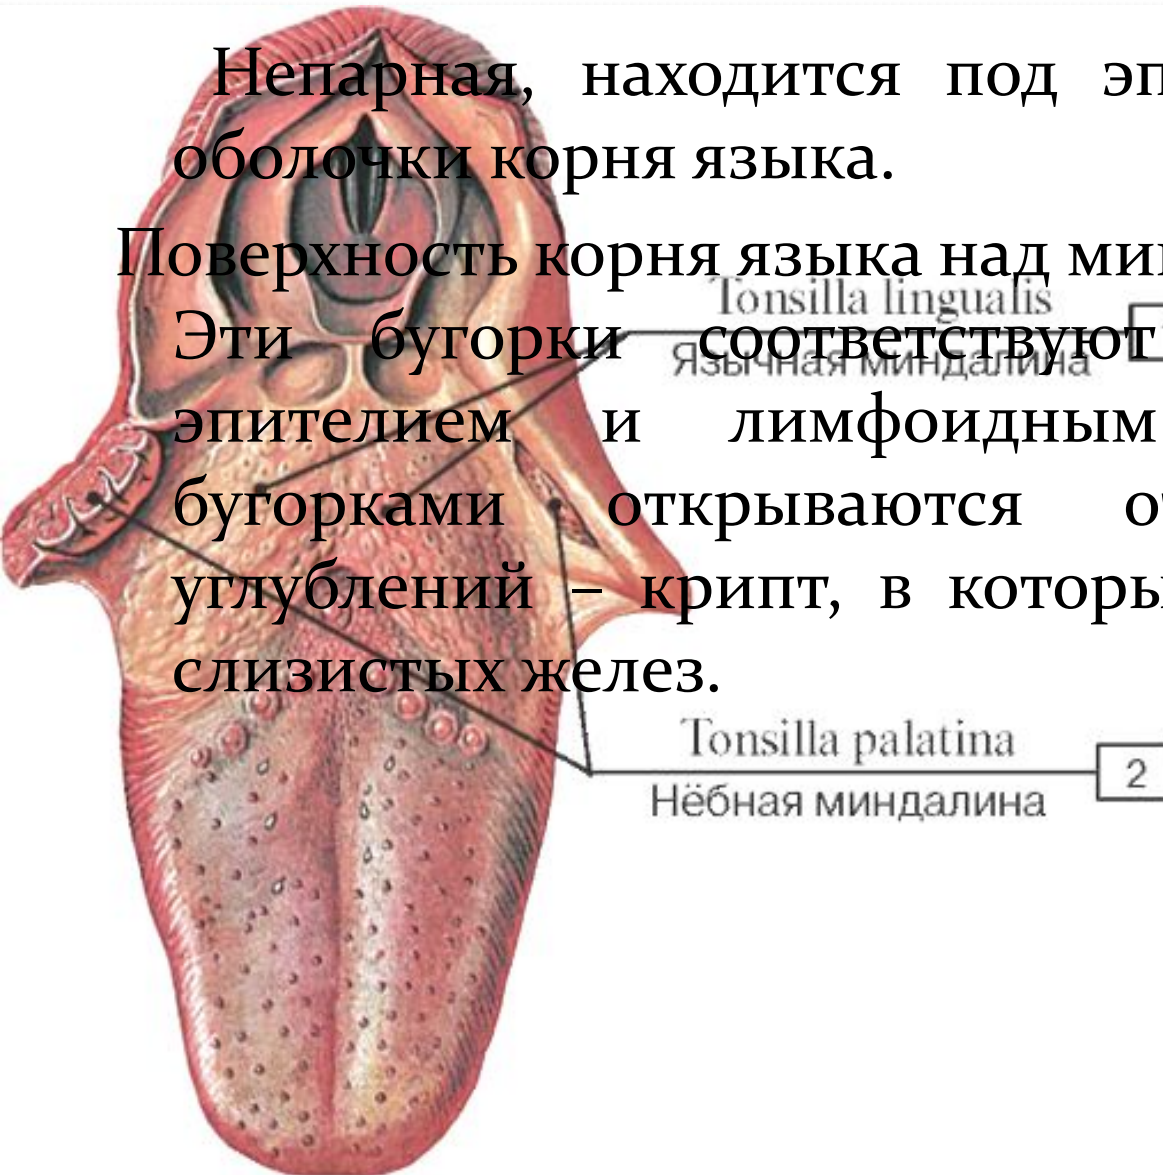 Непарная, находится под эп
оболочки корня языка.
Поверхность корня языка над ми
Tonsilla lingualis
Эти бугорки соответствуют
Язычная миндалина
эпителием и лимфоидным
бугорками открываются о
углублений – крипт, в которы
слизистых желез.
Tonsilla palatina
2
Нёбная миндалина